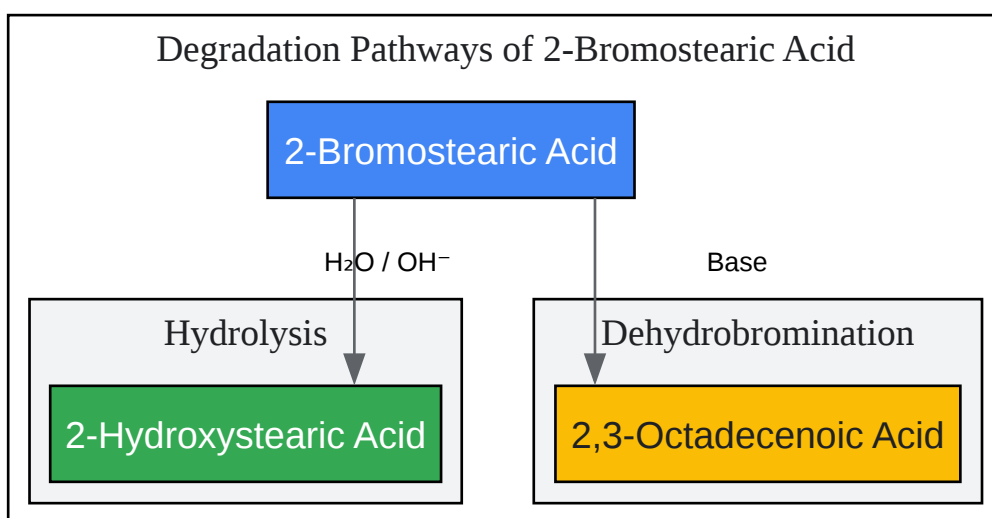 Degradation Pathways of 2-Bromostearic Acid
2-Bromostearic Acid
H₂O / OH⁻
Base
Hydrolysis
Dehydrobromination
2-Hydroxystearic Acid
2,3-Octadecenoic Acid